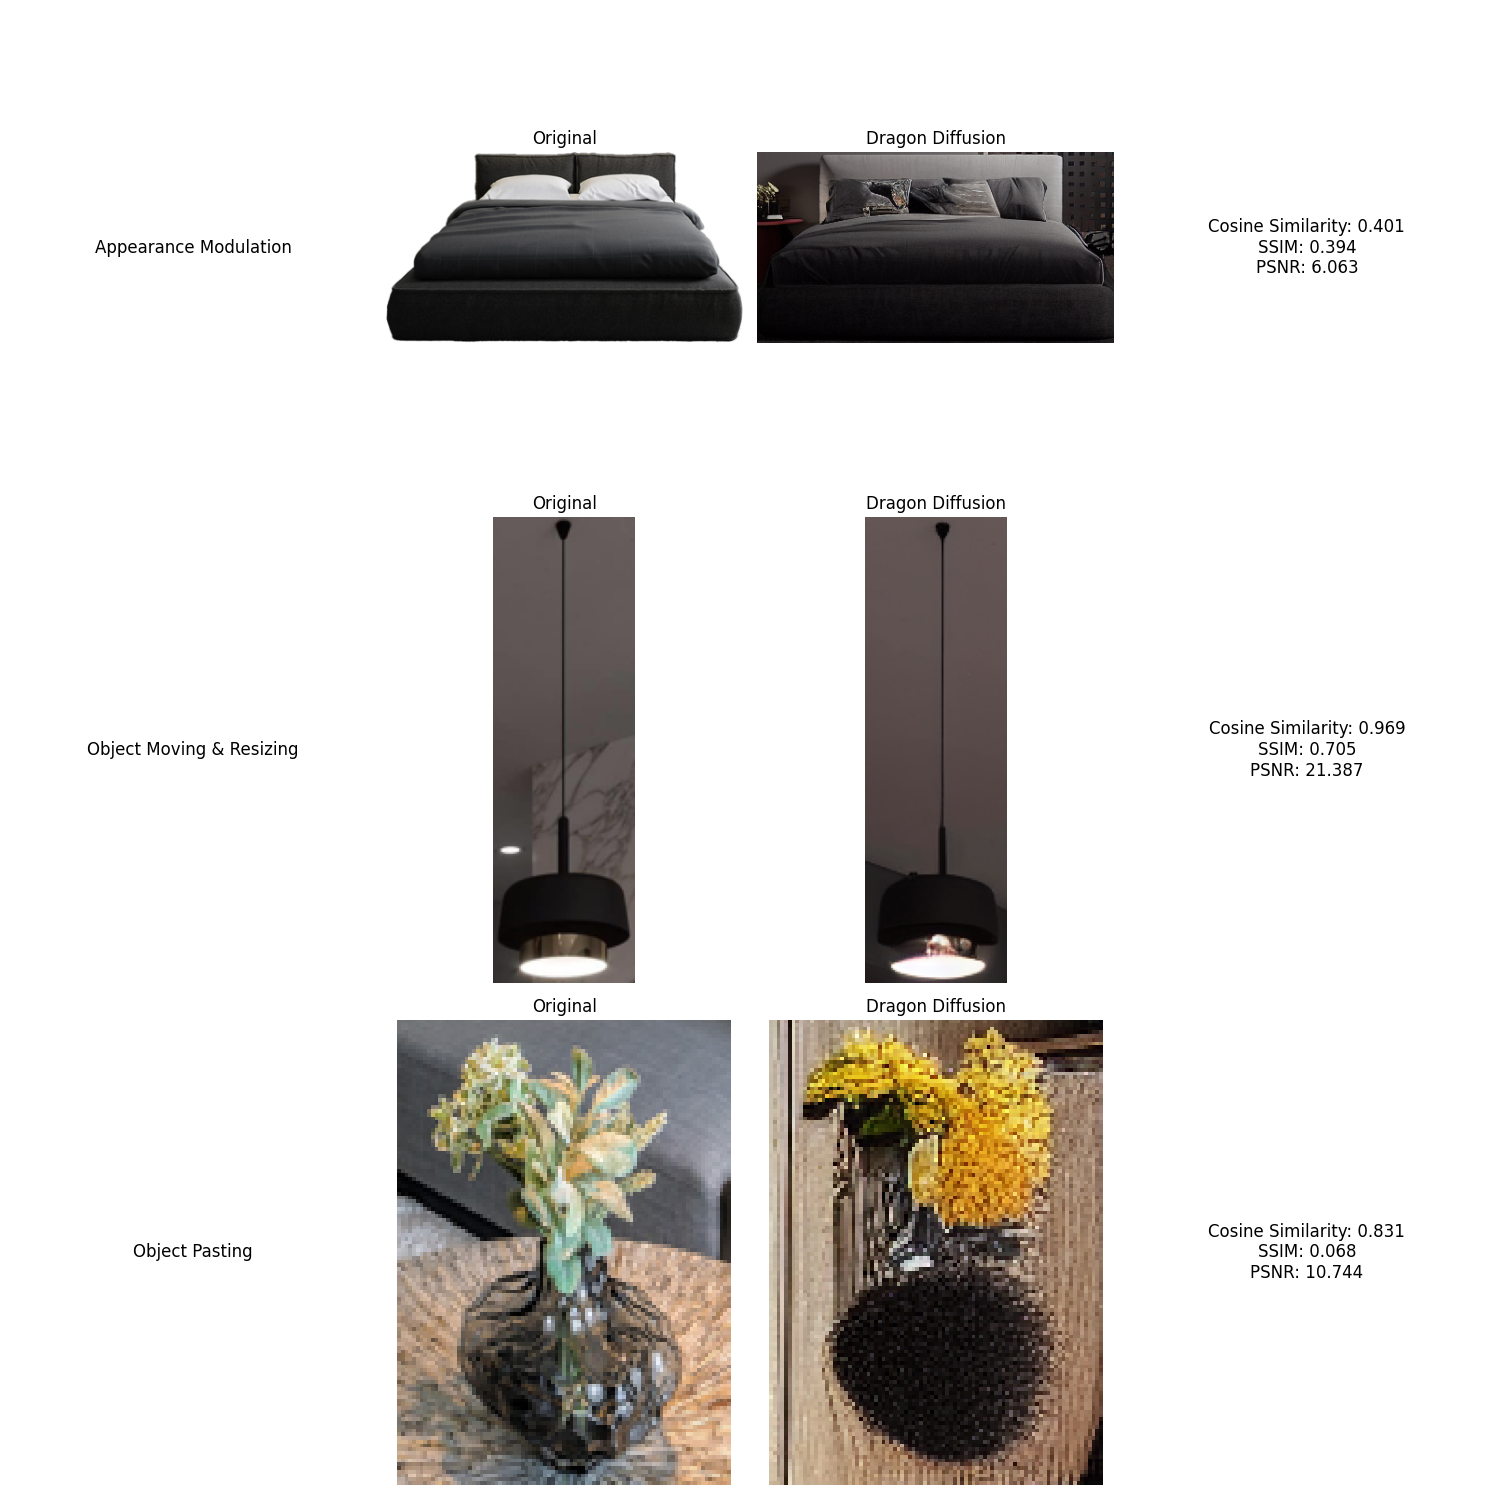 Original
Dragon Diffusion
Appearance Modulation
Cosine Similarity: 0.401
SSIM: 0.394
PSNR: 6.063
Original
Dragon Diffusion
Object Moving & Resizing
Cosine Similarity: 0.969
SSIM: 0.705
PSNR: 21.387
Original
Dragon Diffusion
Object Pasting
Cosine Similarity: 0.831
SSIM: 0.068
PSNR: 10.744